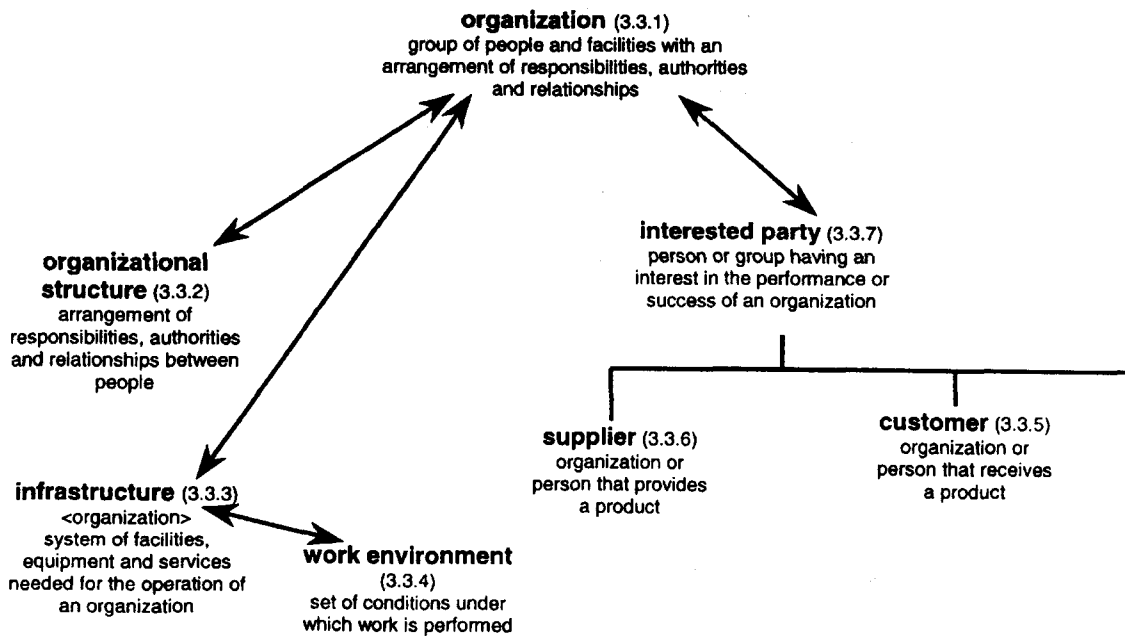 organization (3.3.1)
group of people and facilities with an
arrangement of responsibilities, authorities
and relationships
interested party (3.3.7)
person or group having an
interest in the performance or
success of an organization
organizational
structure (3.3.2)
arrangement of
responsibilities, authorities
and relationships between
people
supplier (3.3.6)
organization or
person that provides
a product
customer (3.3.5)
organization or
person that receives
a product
infrastructure (3.3.3)
<organization>
system of facilities,
equipment and services
needed for the operation of
an organization
work environment
(3.3.4)
set of conditions under
which work is performed